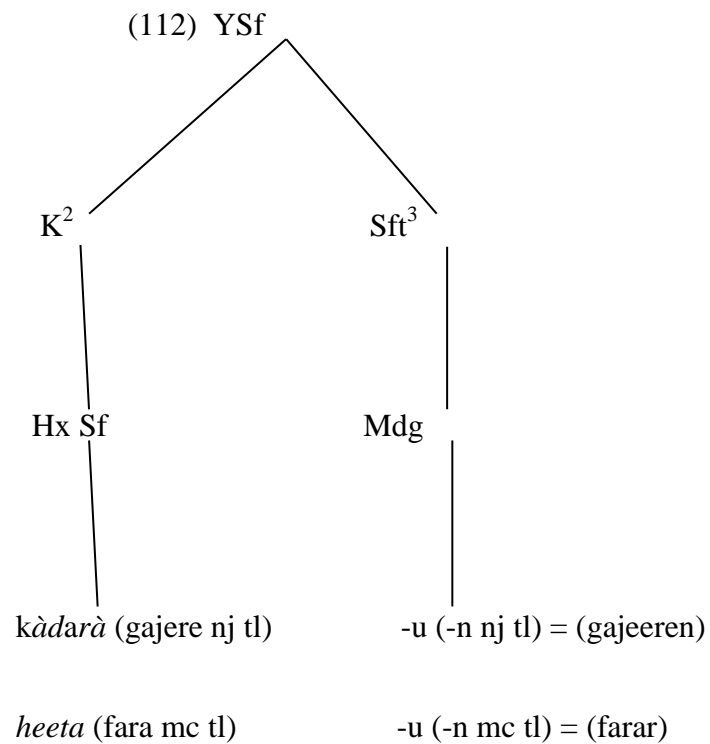 (112) YSf
K² Sft³
Hx Sf Mdg
kàdarà (gajere nj tl) -u (-n nj tl) = (gajeeren)
heeta (fara mc tl) -u (-n mc tl) = (farar)